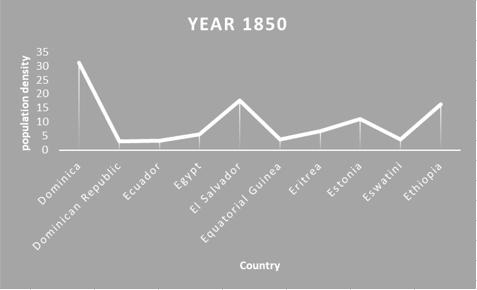 YEAR 1850
population density
35
30
25
20
15
10
5
0
Dominica
Dominican Republic
Ecuador
Egypt
El Salvador
Equatorial Guinea
Eritrea
Estonia
Eswatini
Ethiopia
Country